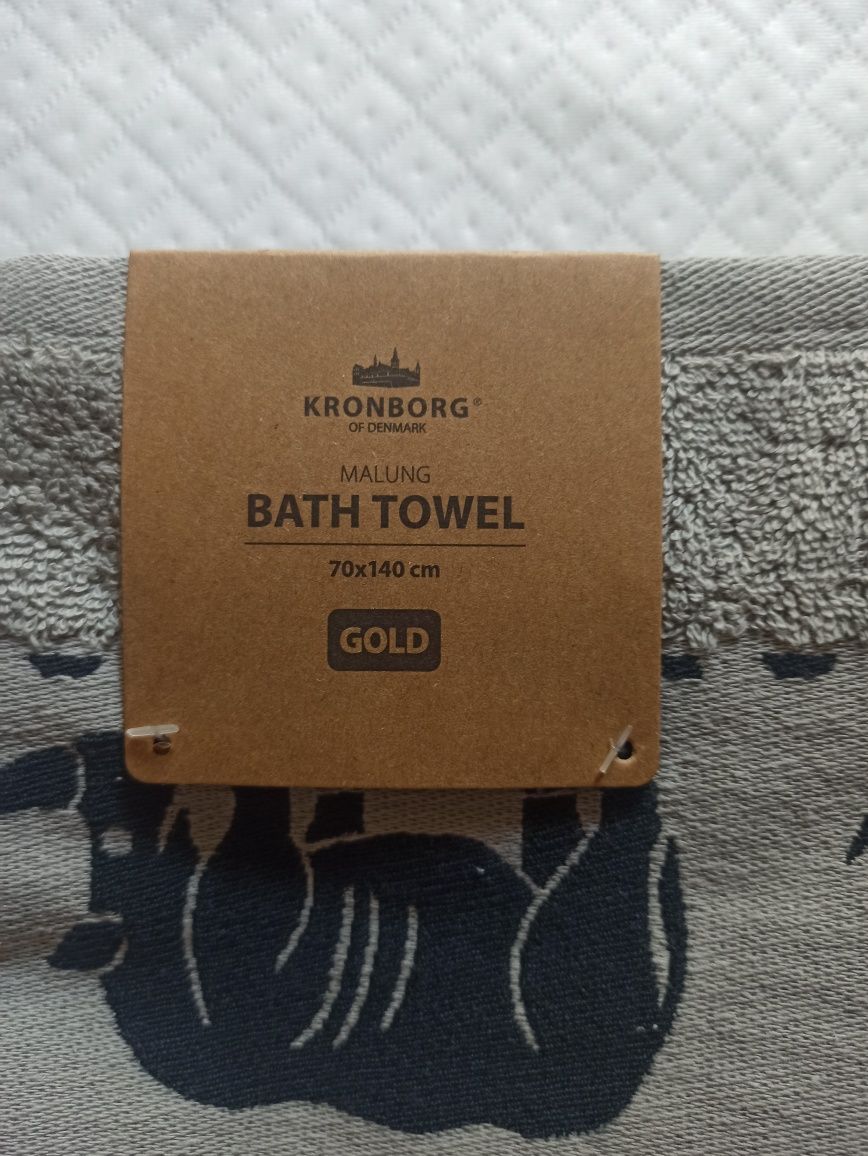 KRONBORG®
OF DENMARK
MALUNG
BATH TOWEL
70x140 cm
GOLD